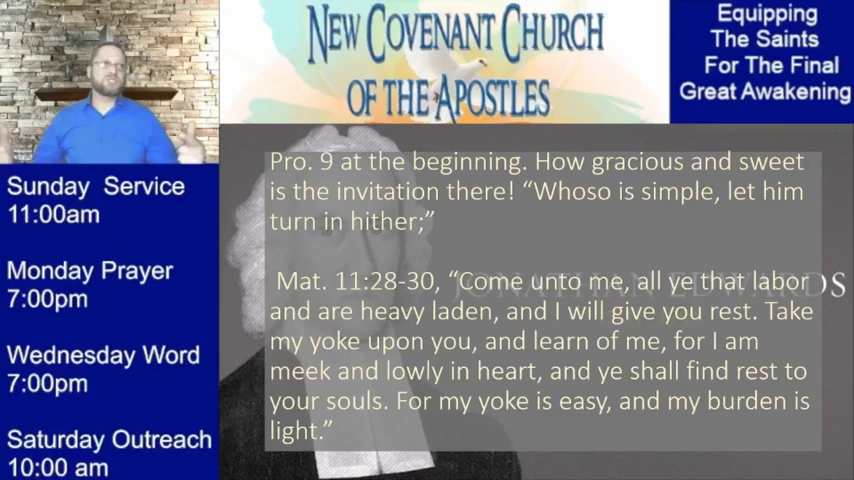 NEW COVENANT CHURCH
OF THE APOSTLES
Equipping
The Saints
For The Final
Great Awakening
Sunday Service
11:00am
Monday Prayer
7:00pm
Wednesday Word
7:00pm
Saturday Outreach
10:00 am
Pro. 9 at the beginning. How gracious and sweet
is the invitation there! “Whoso is simple, let him
turn in hither;”
Mat. 11:28-30, “Come unto me, all ye that labor
and are heavy laden, and I will give you rest. Take
my yoke upon you, and learn of me, for I am
meek and lowly in heart, and ye shall find rest to
your souls. For my yoke is easy, and my burden is
light.”
JONATHAN EDWARDS